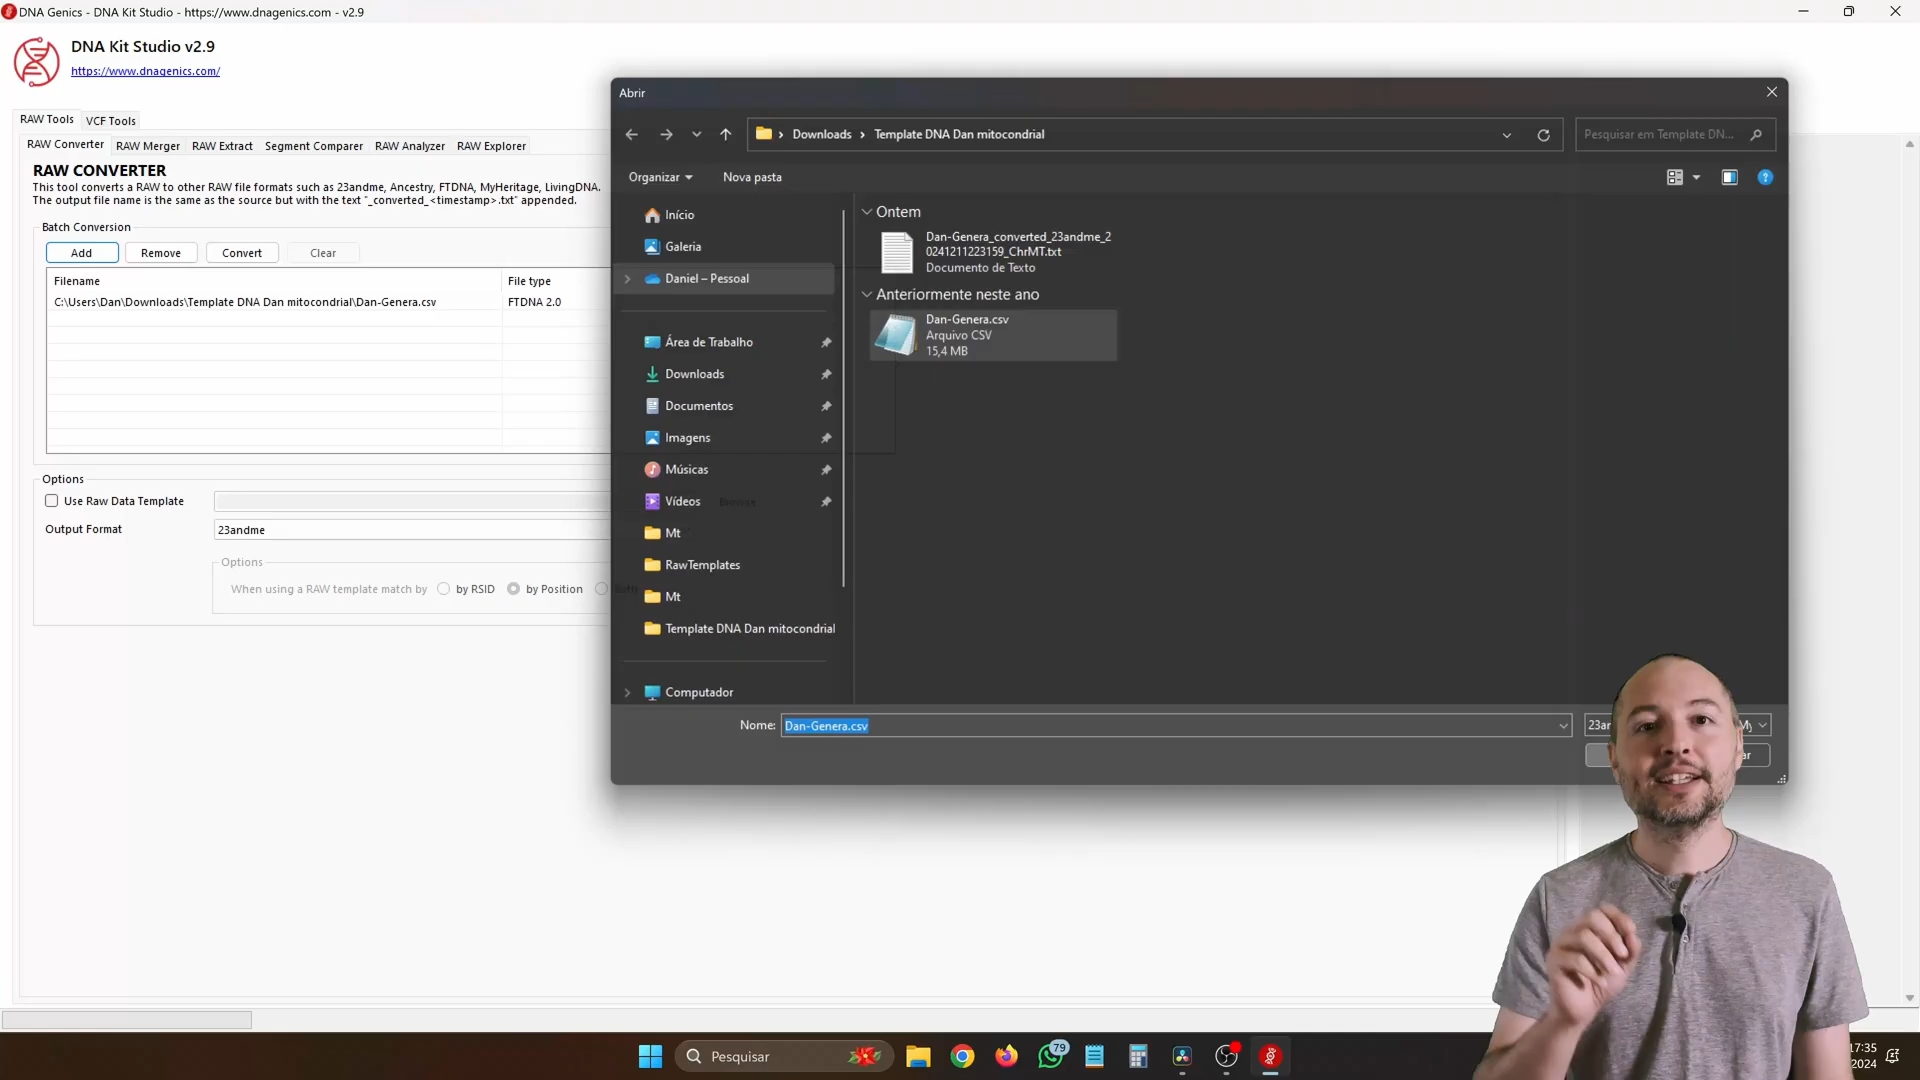 DNA Genics - DNA Kit Studio - https://www.dnagenics.com - v2.9
DNA Kit Studio v2.9
https://www.dnagenics.com/
RAW Tools
VCF Tools
RAW Converter
RAW Merger
RAW Extract
Segment Comparer
RAW Analyzer
RAW Explorer
RAW CONVERTER
This tool converts a RAW to other RAW file formats such as 23andme, Ancestry, FTDNA, MyHeritage, LivingDNA.
The output file name is the same as the source but with the text "_converted_<timestamp>.txt" appended.
Batch Conversion
Add
Remove
Convert
Clear
Filename
File type
C:\Users\Dan\Downloads\Template DNA Dan mitocondrial\Dan-Genera.csv
FTDNA 2.0
Options
Use Raw Data Template
Output Format
23andme
Options
When using a RAW template match by
by RSID
by Position
Abrir
Downloads
Template DNA Dan mitocondrial
Pesquisar em Template DN...
Organizar
Nova pasta
Início
Galeria
Daniel – Pessoal
Área de Trabalho
Downloads
Documentos
Imagens
Músicas
Vídeos
Browse
Mt
RawTemplates
Mt
Template DNA Dan mitocondrial
Computador
Ontem
Dan-Genera_converted_23andme_2
0241211223159_ChrMT.txt
Documento de Texto
Anteriormente neste ano
Dan-Genera.csv
Arquivo CSV
15,4 MB
Nome:
Dan-Genera.csv
Pesquisar
79
17:35
2024